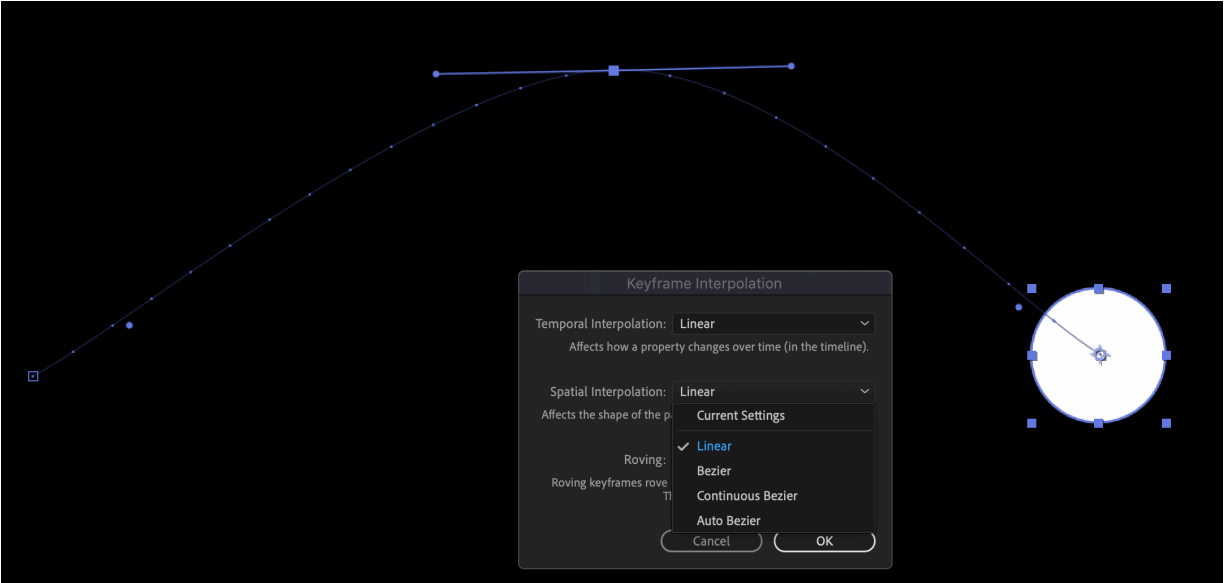 Keyframe Interpolation
Temporal Interpolation: Linear
Affects how a property changes over time (in the timeline).
Spatial Interpolation: Linear
Affects the shape of the
Current Settings
Linear
Roving:
Bezier
Roving keyframes rove
Continuous Bezier
Auto Bezier
Cancel
OK